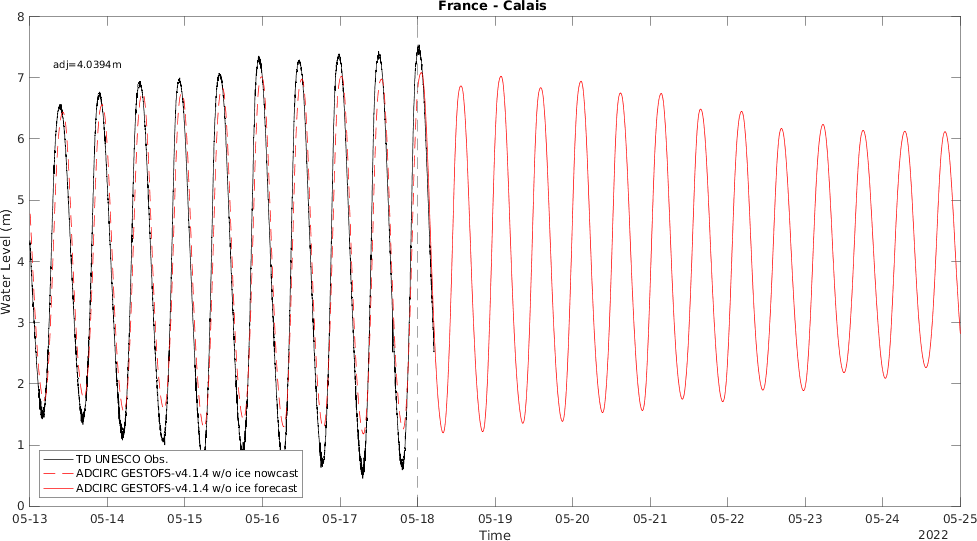 France - Calais
adj=4.0394m
8
7
6
5
4
3
2
1
0
Water Level (m)
TD UNESCO Obs.
ADCIRC GESTOFS-v4.1.4 w/o ice nowcast
ADCIRC GESTOFS-v4.1.4 w/o ice forecast
05-13 05-14 05-15 05-16 05-17 05-18 05-19 05-20 05-21 05-22 05-23 05-24 05-25
Time
2022